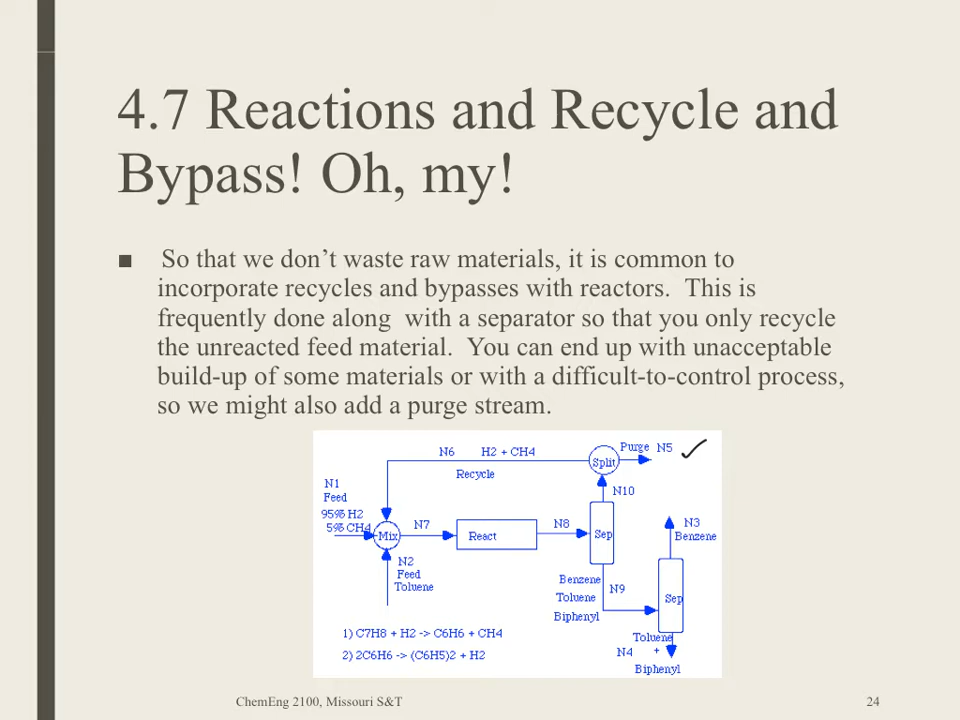 4.7 Reactions and Recycle and
Bypass! Oh, my!
■ So that we don’t waste raw materials, it is common to
incorporate recycles and bypasses with reactors. This is
frequently done along with a separator so that you only recycle
the unreacted feed material. You can end up with unacceptable
build-up of some materials or with a difficult-to-control process,
so we might also add a purge stream.
Purge N5
N6 H2 + CH4
Split
Recycle
N1
Feed
N10
95% H2
5% CH4
N7
N8
N3
Benzene
Mix
React
Sep
N2
Feed
Toluene
Benzene
Toluene
Biphenyl
N9
Sep
1) C7H8 + H2 -> C6H6 + CH4
Toluene
+
N4
2) 2C6H6 -> (C6H5)2 + H2
Biphenyl
ChemEng 2100, Missouri S&T
24